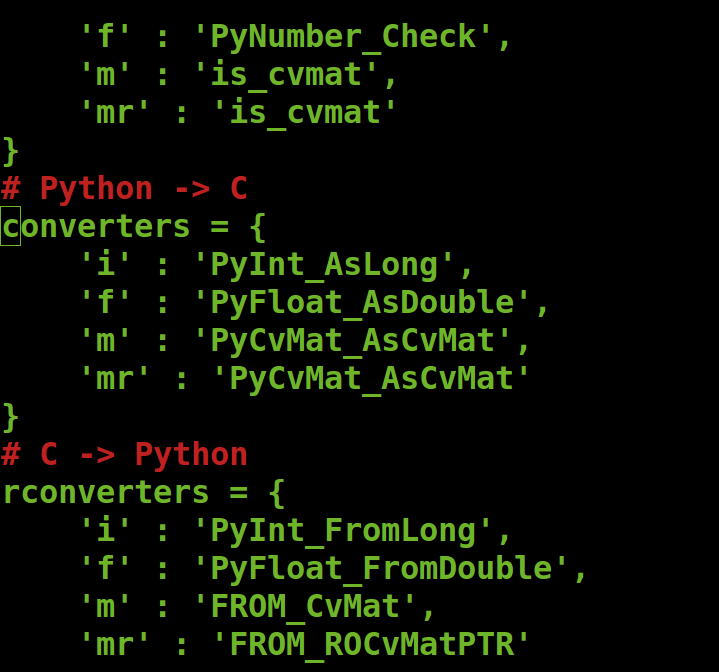 'f' : 'PyNumber_Check',
    'm' : 'is_cvmat',
    'mr' : 'is_cvmat'
}
# Python -> C
converters = {
    'i' : 'PyInt_AsLong',
    'f' : 'PyFloat_AsDouble',
    'm' : 'PyCvMat_AsCvMat',
    'mr' : 'PyCvMat_AsCvMat'
}
# C -> Python
rconverters = {
    'i' : 'PyInt_FromLong',
    'f' : 'PyFloat_FromDouble',
    'm' : 'FROM_CvMat',
    'mr' : 'FROM_ROCvMatPTR'